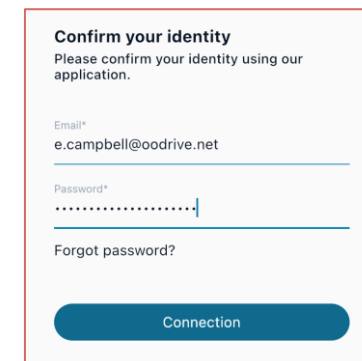 Confirm your identity
Please confirm your identity using our
application.
Email*
e.campbell@oodrive.net
Password*
•••••••••••••••••••••
Forgot password?
Connection